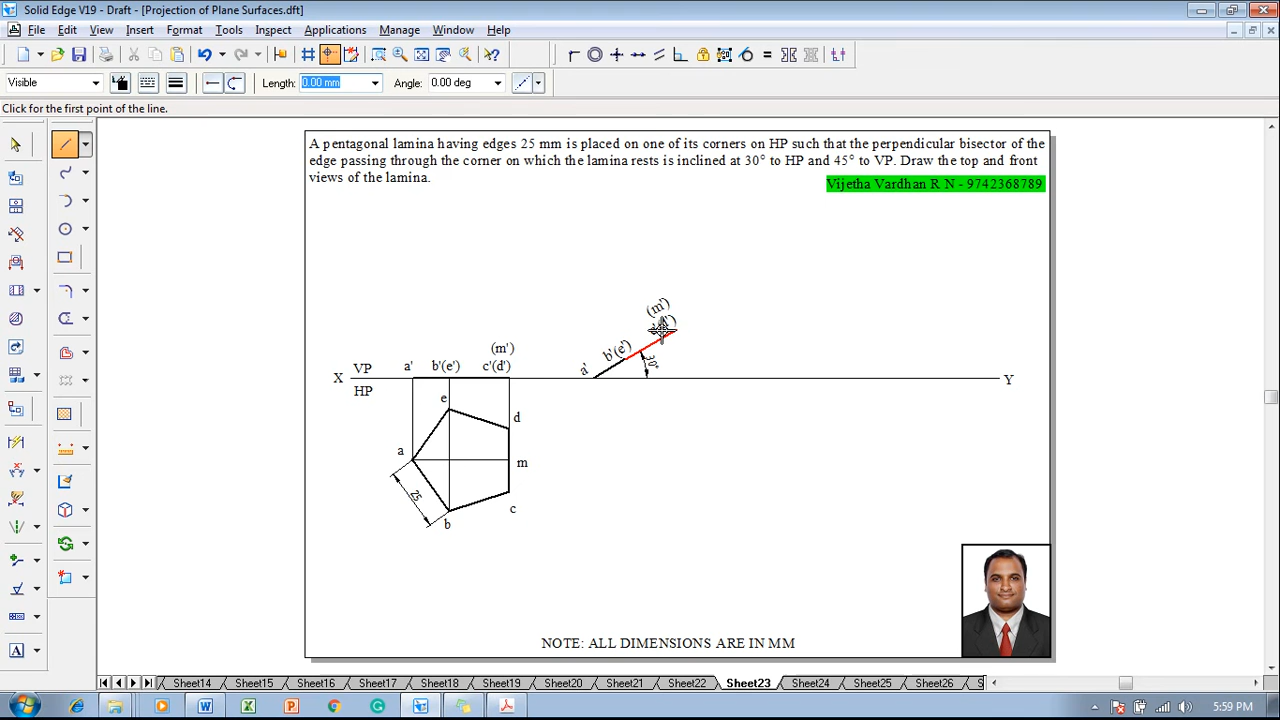 Solid Edge V19 - Draft - [Projection of Plane Surfaces.dft]
File Edit View Insert Format Tools Inspect Applications Manage Window Help
Visible Length: 0.00 mm Angle: 0.00 deg
Click for the first point of the line.
A pentagonal lamina having edges 25 mm is placed on one of its corners on HP such that the perpendicular bisector of the
edge passing through the corner on which the lamina rests is inclined at 30° to HP and 45° to VP. Draw the top and front
views of the lamina.
Vijetha Vardhan R N - 9742368789
(m')
b'(e')
a'
30°
(m')
VP a' b'(e') c'(d')
X Y
HP
e
d
a
m
25
c
b
NOTE: ALL DIMENSIONS ARE IN MM
Sheet14 Sheet15 Sheet16 Sheet17 Sheet18 Sheet19 Sheet20 Sheet21 Sheet22 Sheet23 Sheet24 Sheet25 Sheet26 S
5:59 PM